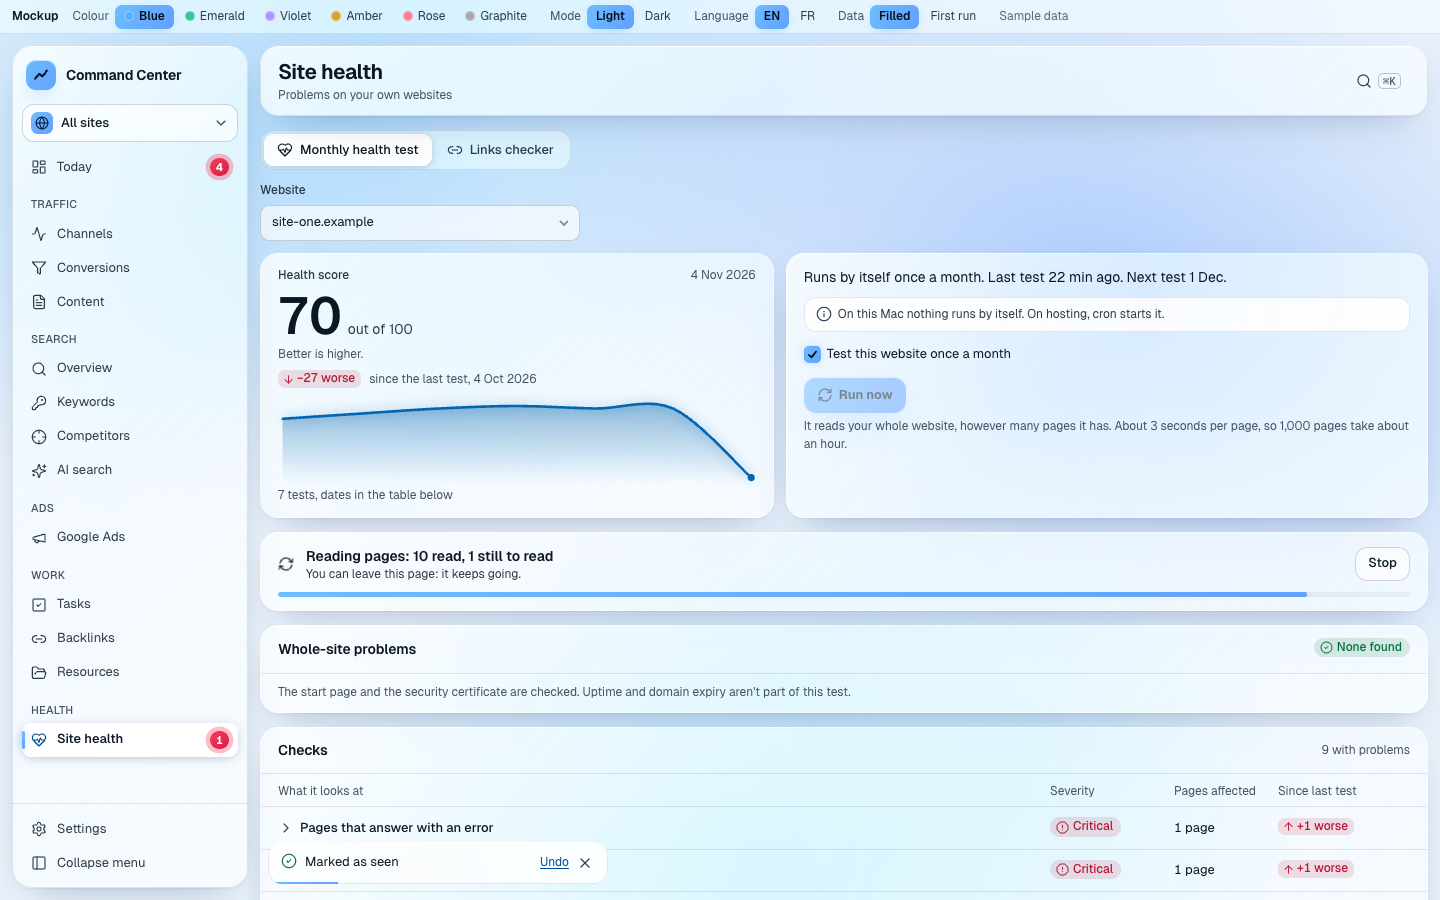 Mockup Colour Blue Emerald Violet Amber Rose Graphite Mode Light Dark Language EN FR Data Filled First run Sample data
Command Center
All sites
Today 4
TRAFFIC
Channels
Conversions
Content
SEARCH
Overview
Keywords
Competitors
AI search
ADS
Google Ads
WORK
Tasks
Backlinks
Resources
HEALTH
Site health 1
Settings
Collapse menu
Site health
Problems on your own websites
⌘K
Monthly health test Links checker
Website
site-one.example
Health score 4 Nov 2026
70 out of 100
Better is higher.
−27 worse since the last test, 4 Oct 2026
7 tests, dates in the table below
Runs by itself once a month. Last test 22 min ago. Next test 1 Dec.
On this Mac nothing runs by itself. On hosting, cron starts it.
Test this website once a month
Run now
It reads your whole website, however many pages it has. About 3 seconds per page, so 1,000 pages take about
an hour.
Reading pages: 10 read, 1 still to read
You can leave this page: it keeps going.
Stop
Whole-site problems None found
The start page and the security certificate are checked. Uptime and domain expiry aren't part of this test.
Checks 9 with problems
What it looks at Severity Pages affected Since last test
Pages that answer with an error Critical 1 page +1 worse
Critical 1 page +1 worse
Marked as seen Undo